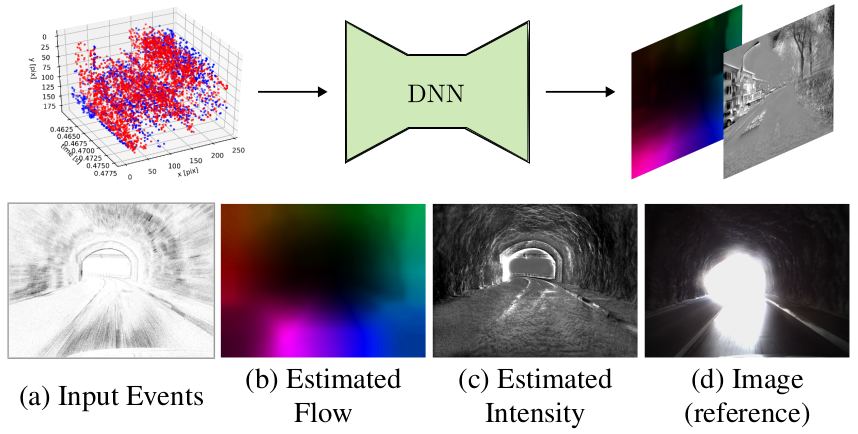 0
25
50
75
100
125
150
175
y [pix]
0.4625
0.4650
0.4675
0.4700
0.4725
0.4750
0.4775
time [s]
0
50
100
150
200
250
x [pix]
DNN
(a) Input Events
(b) Estimated
Flow
(c) Estimated
Intensity
(d) Image
(reference)